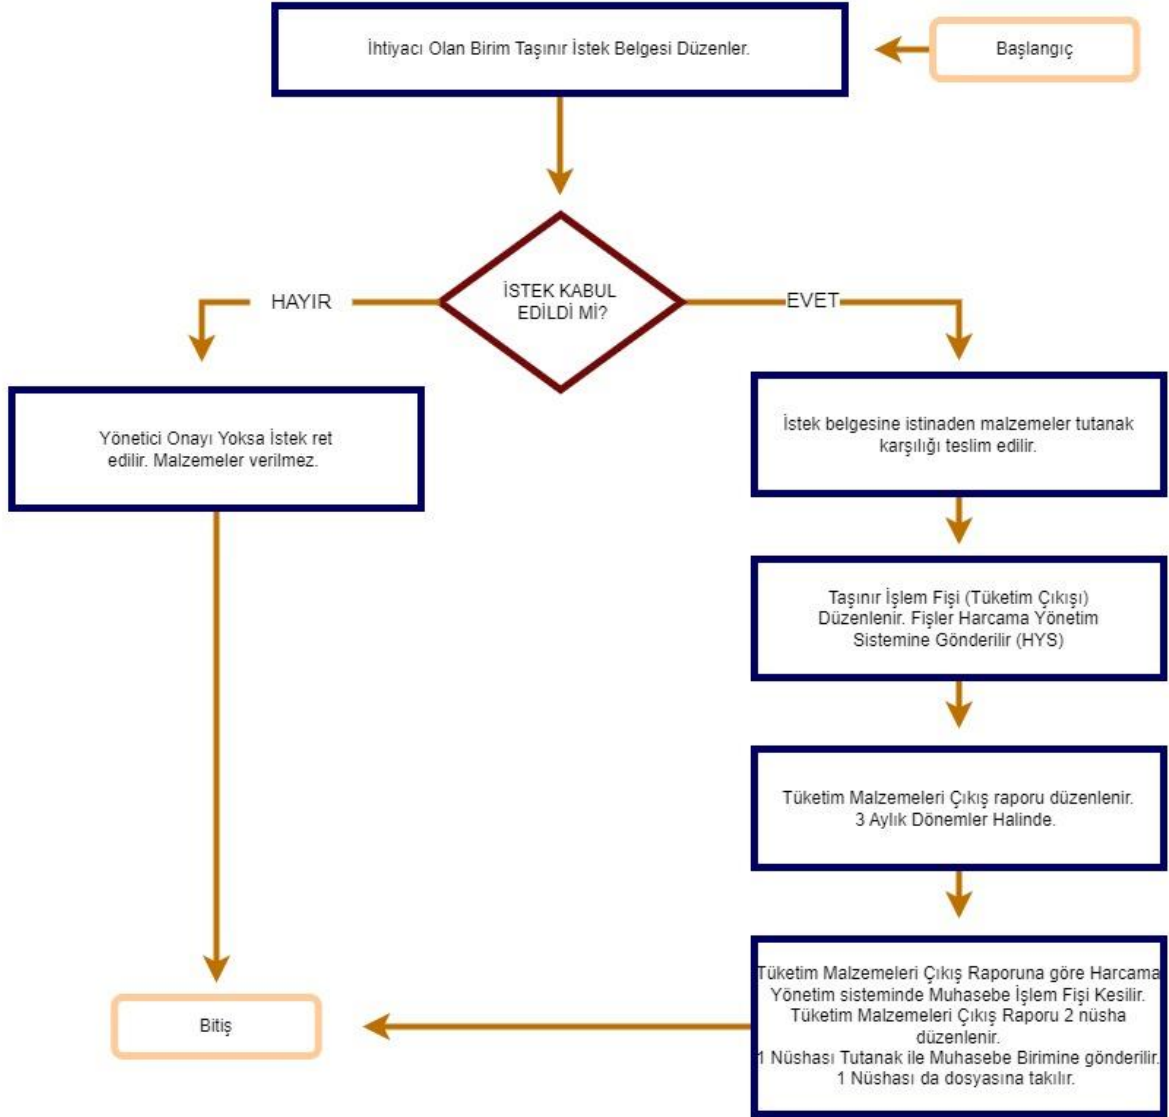 İhtiyacı Olan Birim Taşınır İstek Belgesi Düzenler.
Başlangıç
İSTEK KABUL
EDİLDİ Mİ?
HAYIR
EVET
Yönetici Onayı Yoksa İstek ret
edilir. Malzemeler verilmez.
İstek belgesine istinaden malzemeler tutanak
karşılığı teslim edilir.
Taşınır İşlem Fişi (Tüketim Çıkışı)
Düzenlenir. Fişler Harcama Yönetim
Sistemine Gönderilir (HYS)
Tüketim Malzemeleri Çıkış raporu düzenlenir.
3 Aylık Dönemler Halinde.
Tüketim Malzemeleri Çıkış Raporuna göre Harcama
Yönetim sisteminde Muhasebe İşlem Fişi Kesilir.
Tüketim Malzemeleri Çıkış Raporu 2 nüsha
düzenlenir.
1 Nüshası Tutanak ile Muhasebe Birimine gönderilir.
1 Nüshası da dosyasına takılır.
Bitiş